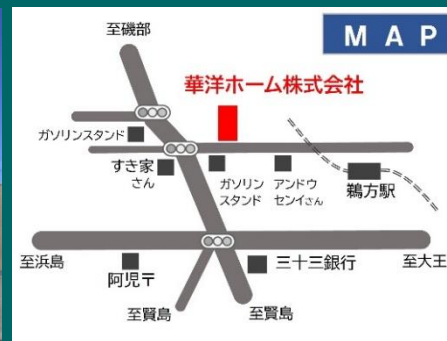 至磯部
MAP
華洋ホーム株式会社
ガソリンスタンド
すき家
さん
ガソリン
スタンド
アンドウ
センイさん
鵜方駅
至浜島
阿児〒
三十三銀行
至大王
至賢島
至賢島